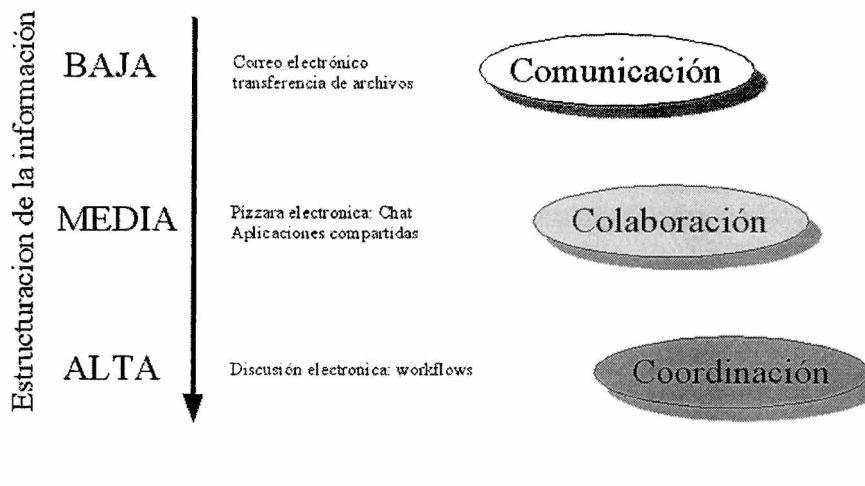 Estructuracion de la información
BAJA
Correo electrónico
transferencia de archivos
Comunicación
MEDIA
Pizzara electronica: Chat
Aplicaciones compartidas
Colaboración
ALTA
Discusión electronica: workflows
Coordinación